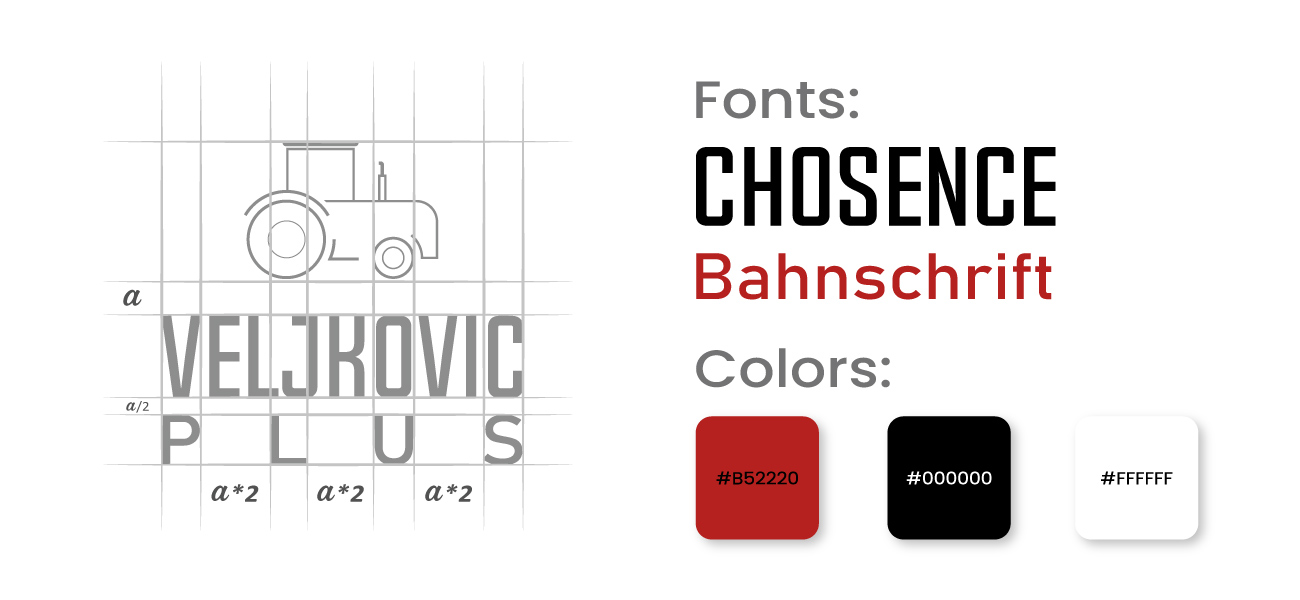 a
VELJKOVIC
a/2
P L U S
a*2 a*2 a*2
Fonts:
CHOSENCE
Bahnschrift
Colors:
#B52220 #000000 #FFFFFF